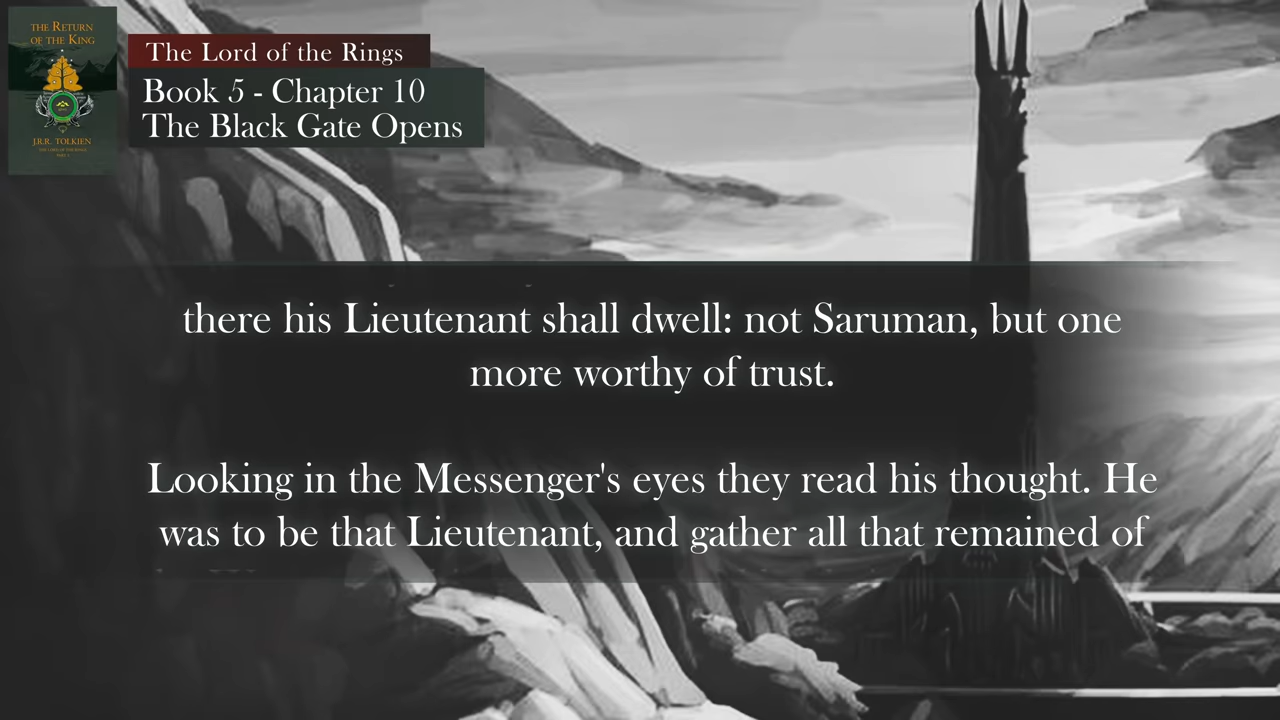 THE RETURN
OF THE KING
J.R.R. TOLKIEN
The Lord of the Rings
Book 5 - Chapter 10
The Black Gate Opens
there his Lieutenant shall dwell: not Saruman, but one
more worthy of trust.
Looking in the Messenger's eyes they read his thought. He
was to be that Lieutenant, and gather all that remained of